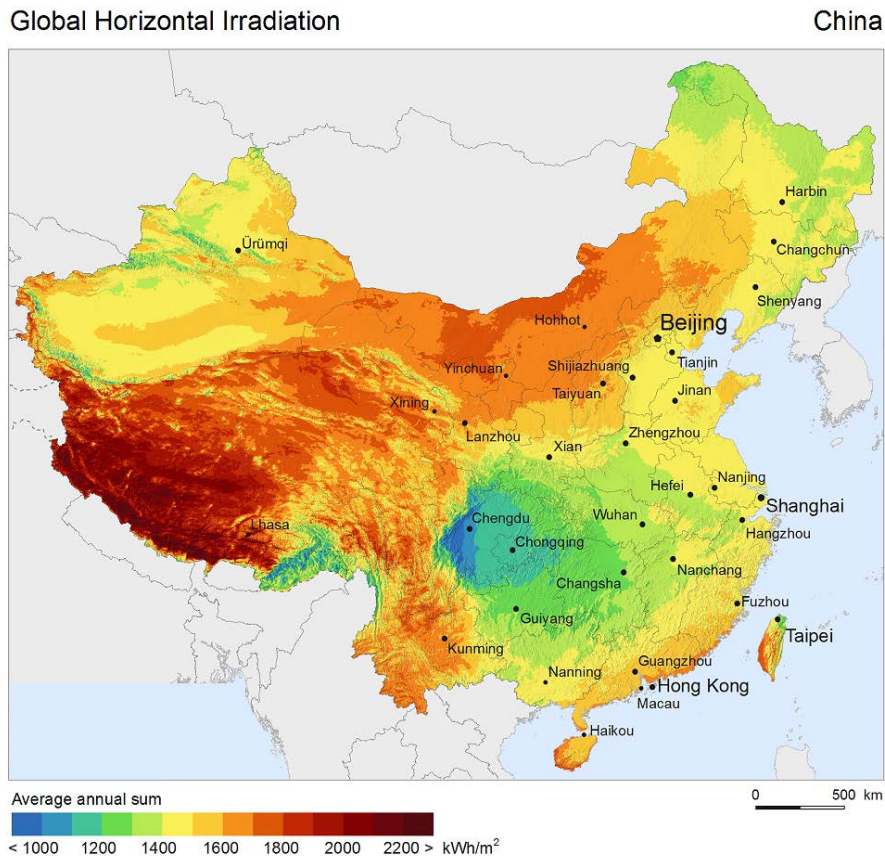 Global Horizontal Irradiation China
Harbin
Ürümqi
Changchun
Shenyang
Hohhot
Beijing
Tianjin
Yinchuan
Shijiazhuang
Taiyuan
Jinan
Xining
Lanzhou
Zhengzhou
Xian
Hefei
Nanjing
Shanghai
Chengdu
Wuhan
Lhasa
Hangzhou
Chongqing
Changsha
Nanchang
Guiyang
Fuzhou
Taipei
Kunming
Nanning
Guangzhou
Hong Kong
Macau
Haikou
Average annual sum
0 500 km
< 1000 1200 1400 1600 1800 2000 2200 > kWh/m²